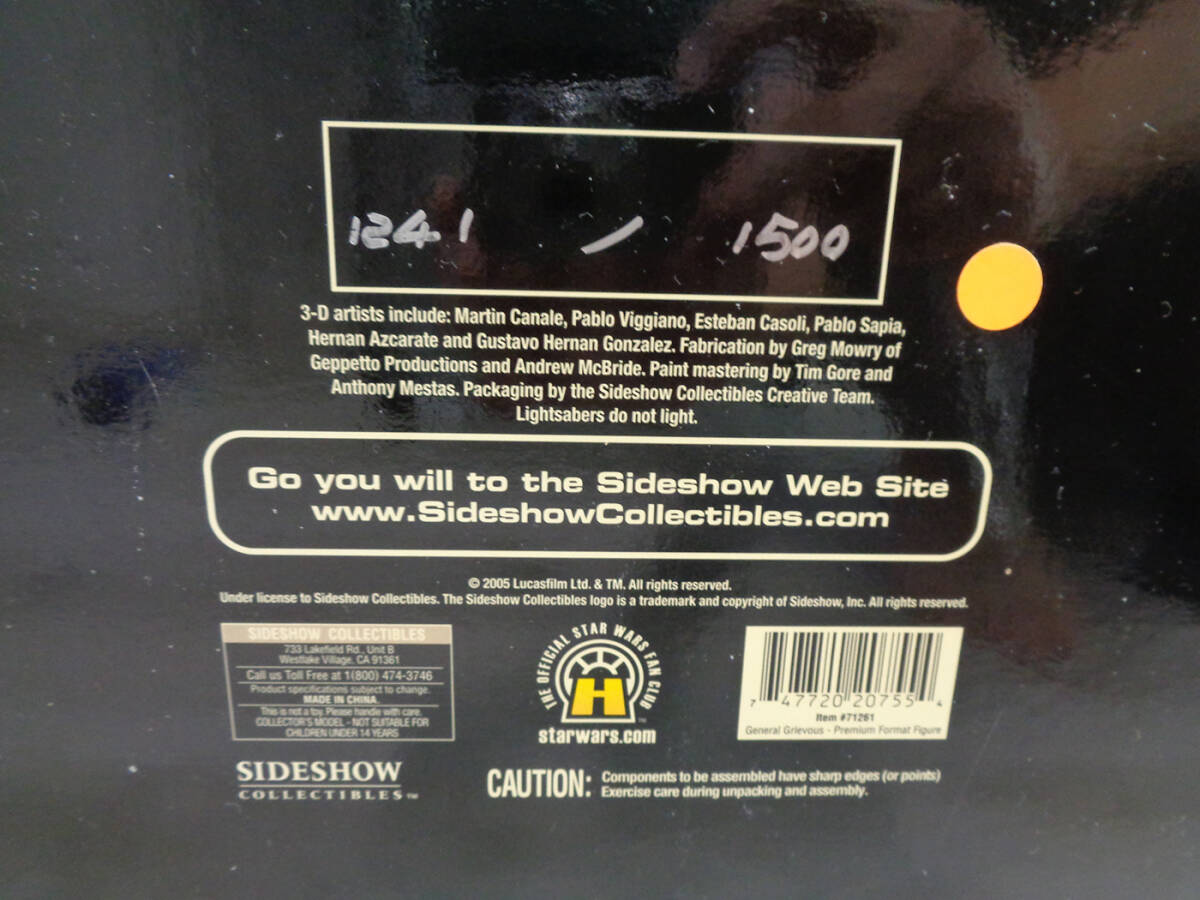 1241 / 1500
3-D artists include: Martin Canale, Pablo Viggiano, Esteban Casoli, Pablo Sapia,
Hernan Azcarate and Gustavo Hernan Gonzalez. Fabrication by Greg Mowry of
Geppetto Productions and Andrew McBride. Paint mastering by Tim Gore and
Anthony Mestas. Packaging by the Sideshow Collectibles Creative Team.
Lightsabers do not light.
Go you will to the Sideshow Web Site
www.SideshowCollectibles.com
© 2005 Lucasfilm Ltd. & TM. All rights reserved.
Under license to Sideshow Collectibles. The Sideshow Collectibles logo is a trademark and copyright of Sideshow, Inc. All rights reserved.
SIDESHOW COLLECTIBLES
733 Lakefield Rd., Unit B
Westlake Village, CA 91361
Call us Toll Free at 1(800) 474-3746
Product specifications subject to change.
MADE IN CHINA.
This is not a toy. Please handle with care.
COLLECTOR'S MODEL - NOT SUITABLE FOR
CHILDREN UNDER 14 YEARS
SIDESHOW
COLLECTIBLES™
THE OFFICIAL STAR WARS FAN CLUB
H
™
starwars.com
7 47720 20755 4
Item #71261
General Grievous - Premium Format Figure
CAUTION: Components to be assembled have sharp edges (or points)
Exercise care during unpacking and assembly.